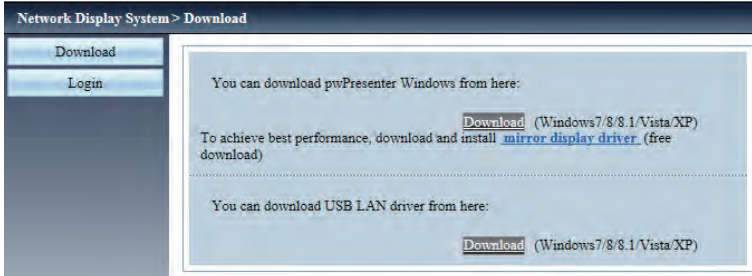 Network Display System > Download
Download
Login
You can download pwPresenter Windows from here:
Download (Windows7/8/8.1/Vista/XP)
To achieve best performance, download and install mirror display driver (free
download)
You can download USB LAN driver from here:
Download (Windows7/8/8.1/Vista/XP)